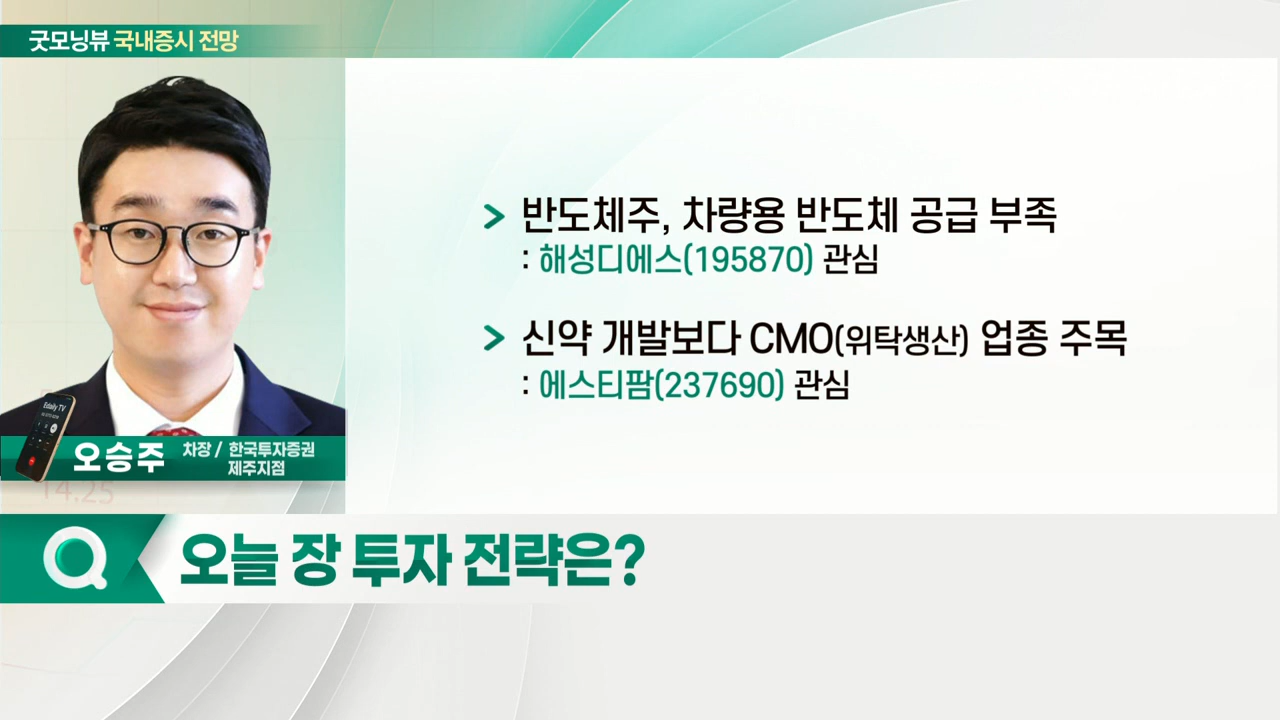 굿모닝뷰 국내증시 전망
> 반도체주, 차량용 반도체 공급 부족
: 해성디에스(195870) 관심
> 신약 개발보다 CMO(위탁생산) 업종 주목
: 에스티팜(237690) 관심
Edaily TV
오승주 차장 / 한국투자증권
제주지점
14.25
Q 오늘 장 투자 전략은?